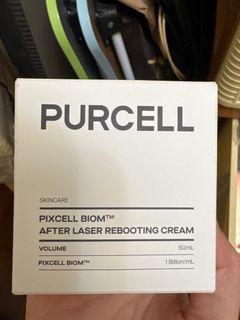 PURCELL
SKINCARE
PIXCELL BIOM™
AFTER LASER REBOOTING CREAM
VOLUME 50mL
PIXCELL BIOM™ 1 Billion/mL